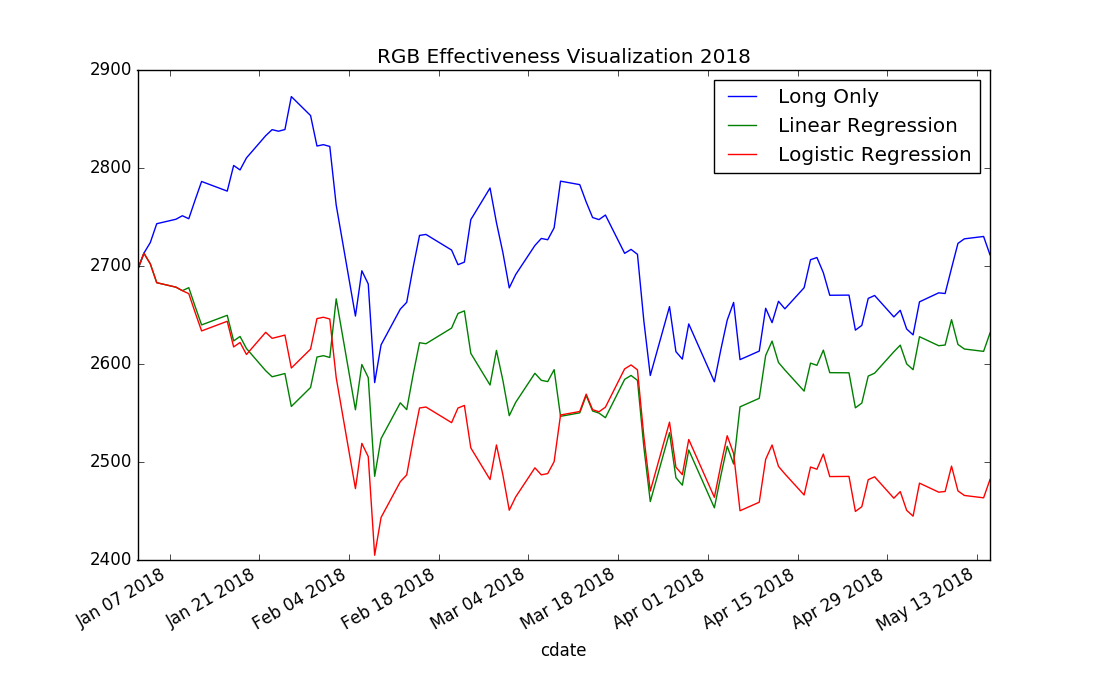 RGB Effectiveness Visualization 2018
2900
2800
2700
2600
2500
2400
Long Only
Linear Regression
Logistic Regression
Jan 07 2018
Jan 21 2018
Feb 04 2018
Feb 18 2018
Mar 04 2018
Mar 18 2018
Apr 01 2018
Apr 15 2018
Apr 29 2018
May 13 2018
cdate